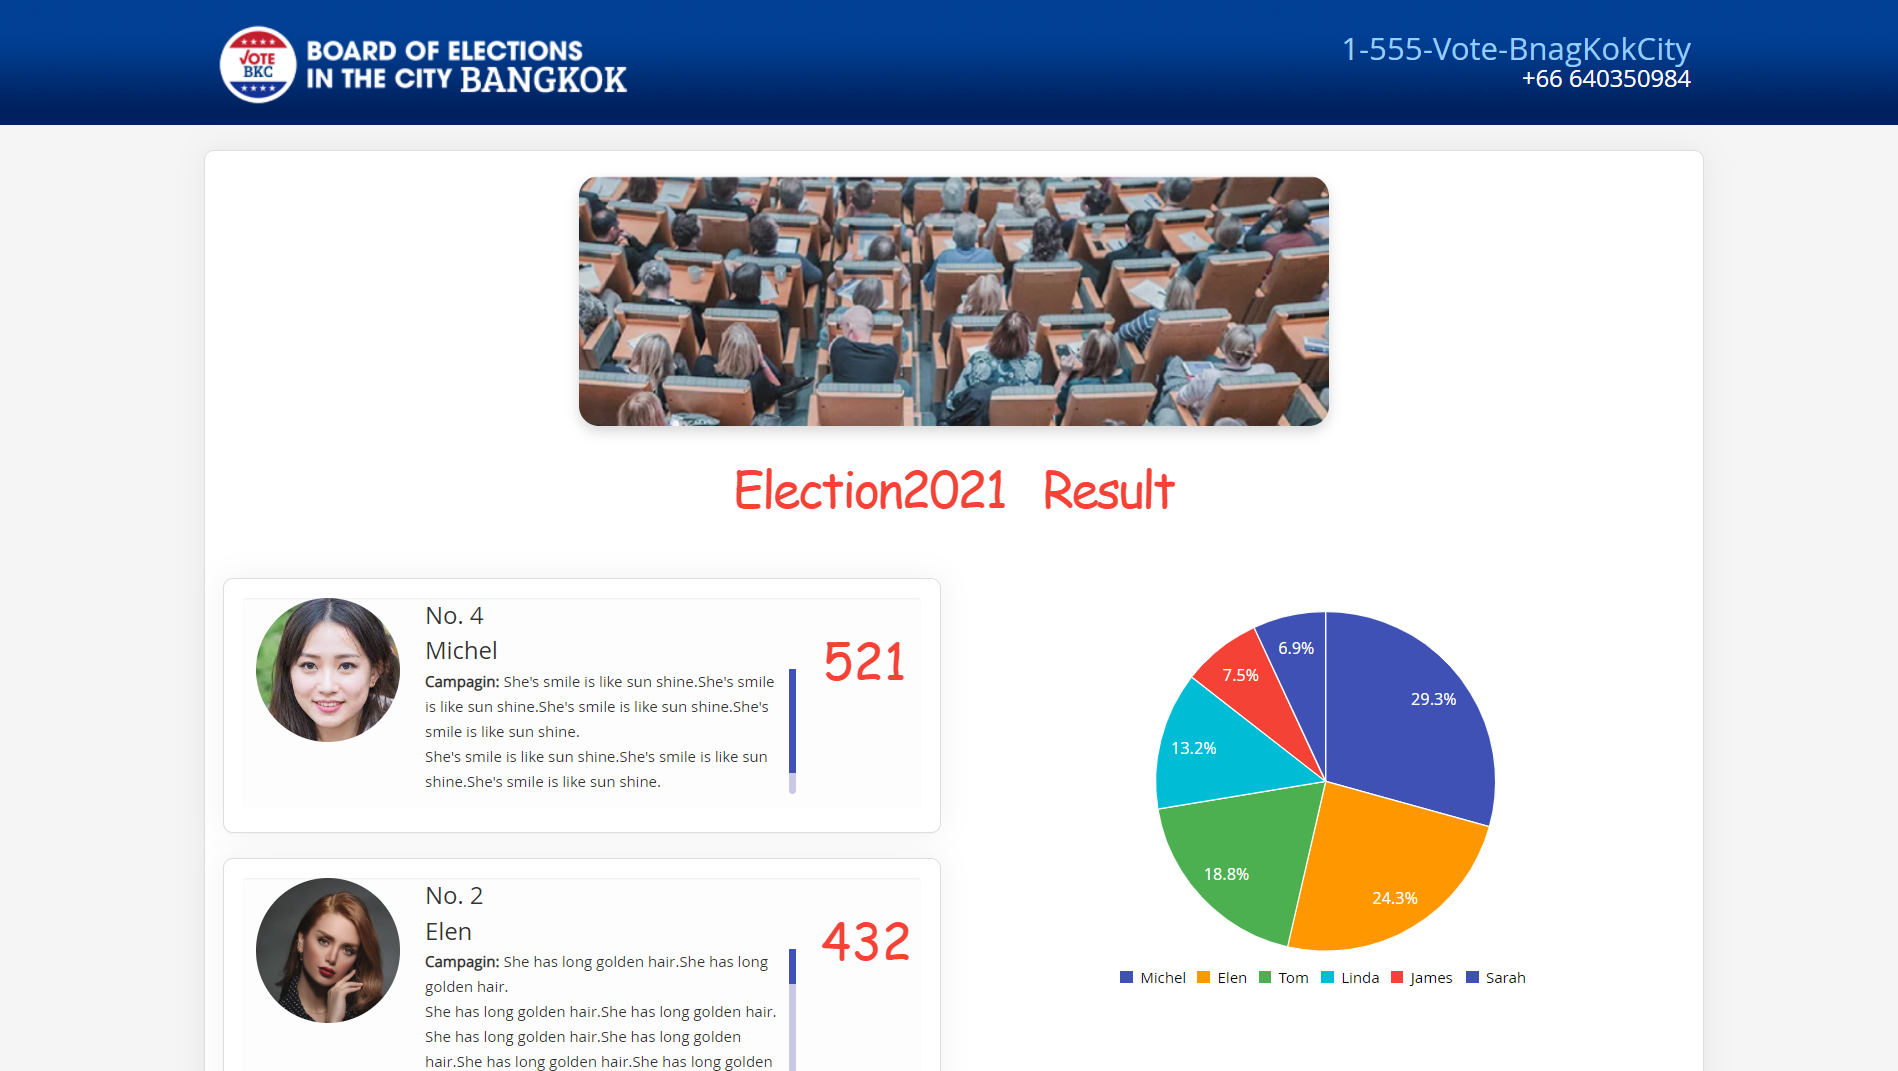 VOTE
BKC
BOARD OF ELECTIONS
IN THE CITY BANGKOK
1-555-Vote-BnagKokCity
+66 640350984
Election2021 Result
No. 4
Michel
Campagin: She's smile is like sun shine.She's smile
is like sun shine.She's smile is like sun shine.She's
smile is like sun shine.
She's smile is like sun shine.She's smile is like sun
shine.She's smile is like sun shine.
521
No. 2
Elen
Campagin: She has long golden hair.She has long
golden hair.
She has long golden hair.She has long golden hair.
She has long golden hair.She has long golden
hair.She has long golden hair.She has long golden
432
6.9%
29.3%
7.5%
13.2%
18.8%
24.3%
Michel Elen Tom Linda James Sarah